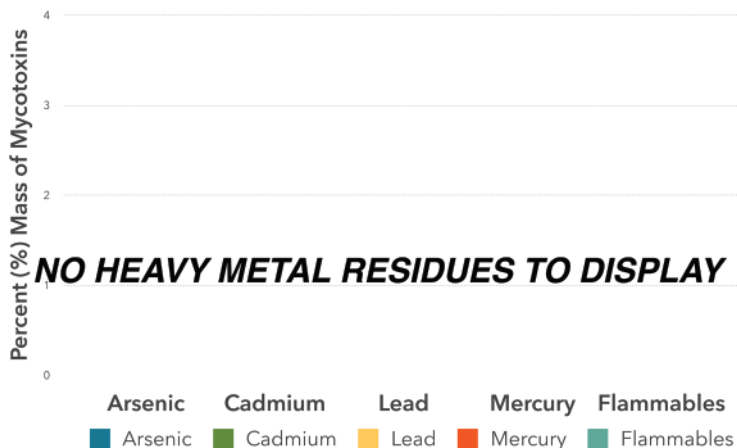 Percent (%) Mass of Mycotoxins
4
3
2
NO HEAVY METAL RESIDUES TO DISPLAY
1
0
Arsenic Cadmium Lead Mercury Flammables
Arsenic Cadmium Lead Mercury Flammables